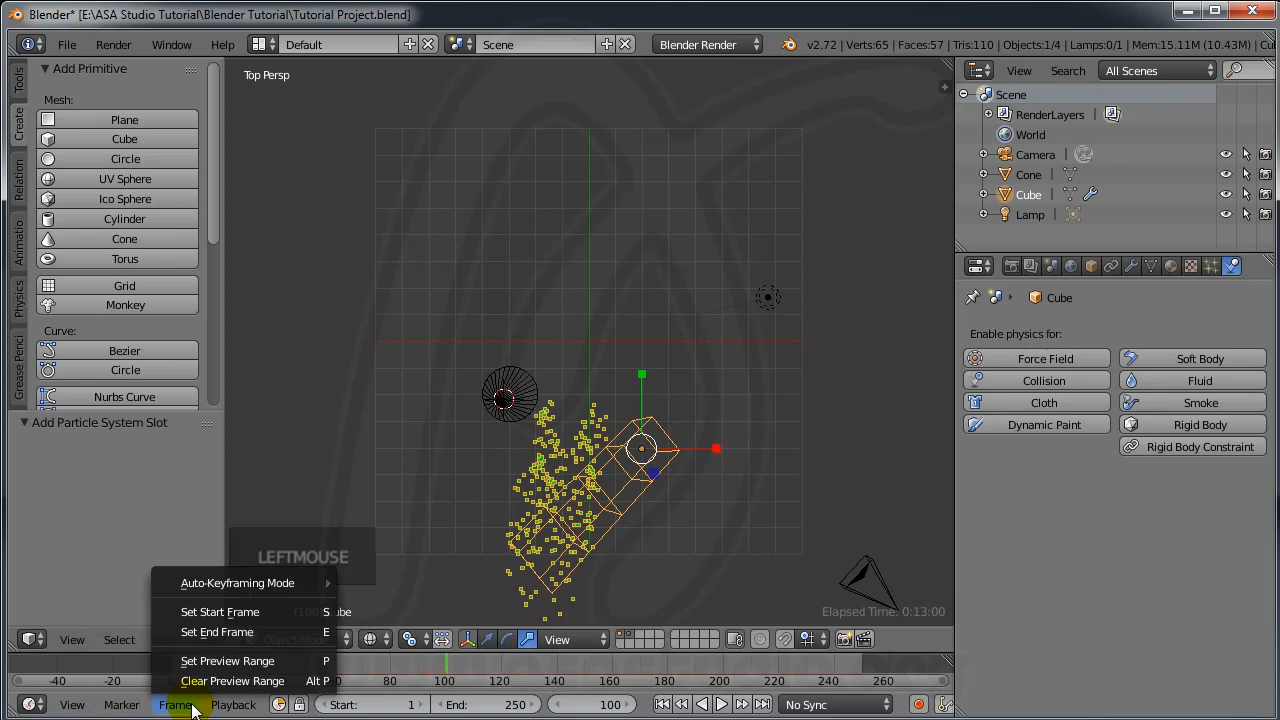 Blender* [E:\ASA Studio Tutorial\Blender Tutorial\Tutorial Project.blend]
File Render Window Help Default Scene Blender Render v2.72 | Verts:65 | Faces:57 | Tris:110 | Objects:1/4 | Lamps:0/1 | Mem:15.11M (10.43M) | Cu
Tools
Create
Relation
Animatio
Physics
Grease Penci
Add Primitive
Mesh:
Plane
Cube
Circle
UV Sphere
Ico Sphere
Cylinder
Cone
Torus
Grid
Monkey
Curve:
Bezier
Circle
Nurbs Curve
Add Particle System Slot
Top Persp
LEFTMOUSE
Elapsed Time: 0:13:00
Auto-Keyframing Mode
Set Start Frame S
Set End Frame E
Set Preview Range P
Clear Preview Range Alt P
View Select View
-40 -20 120 140 160 180 200 220 240 260
View Marker Frame Playback Start: 1 End: 250 100 No Sync
View Search All Scenes
Scene
RenderLayers
World
Camera
Cone
Cube
Lamp
Cube
Enable physics for:
Force Field Soft Body
Collision Fluid
Cloth Smoke
Dynamic Paint Rigid Body
Rigid Body Constraint